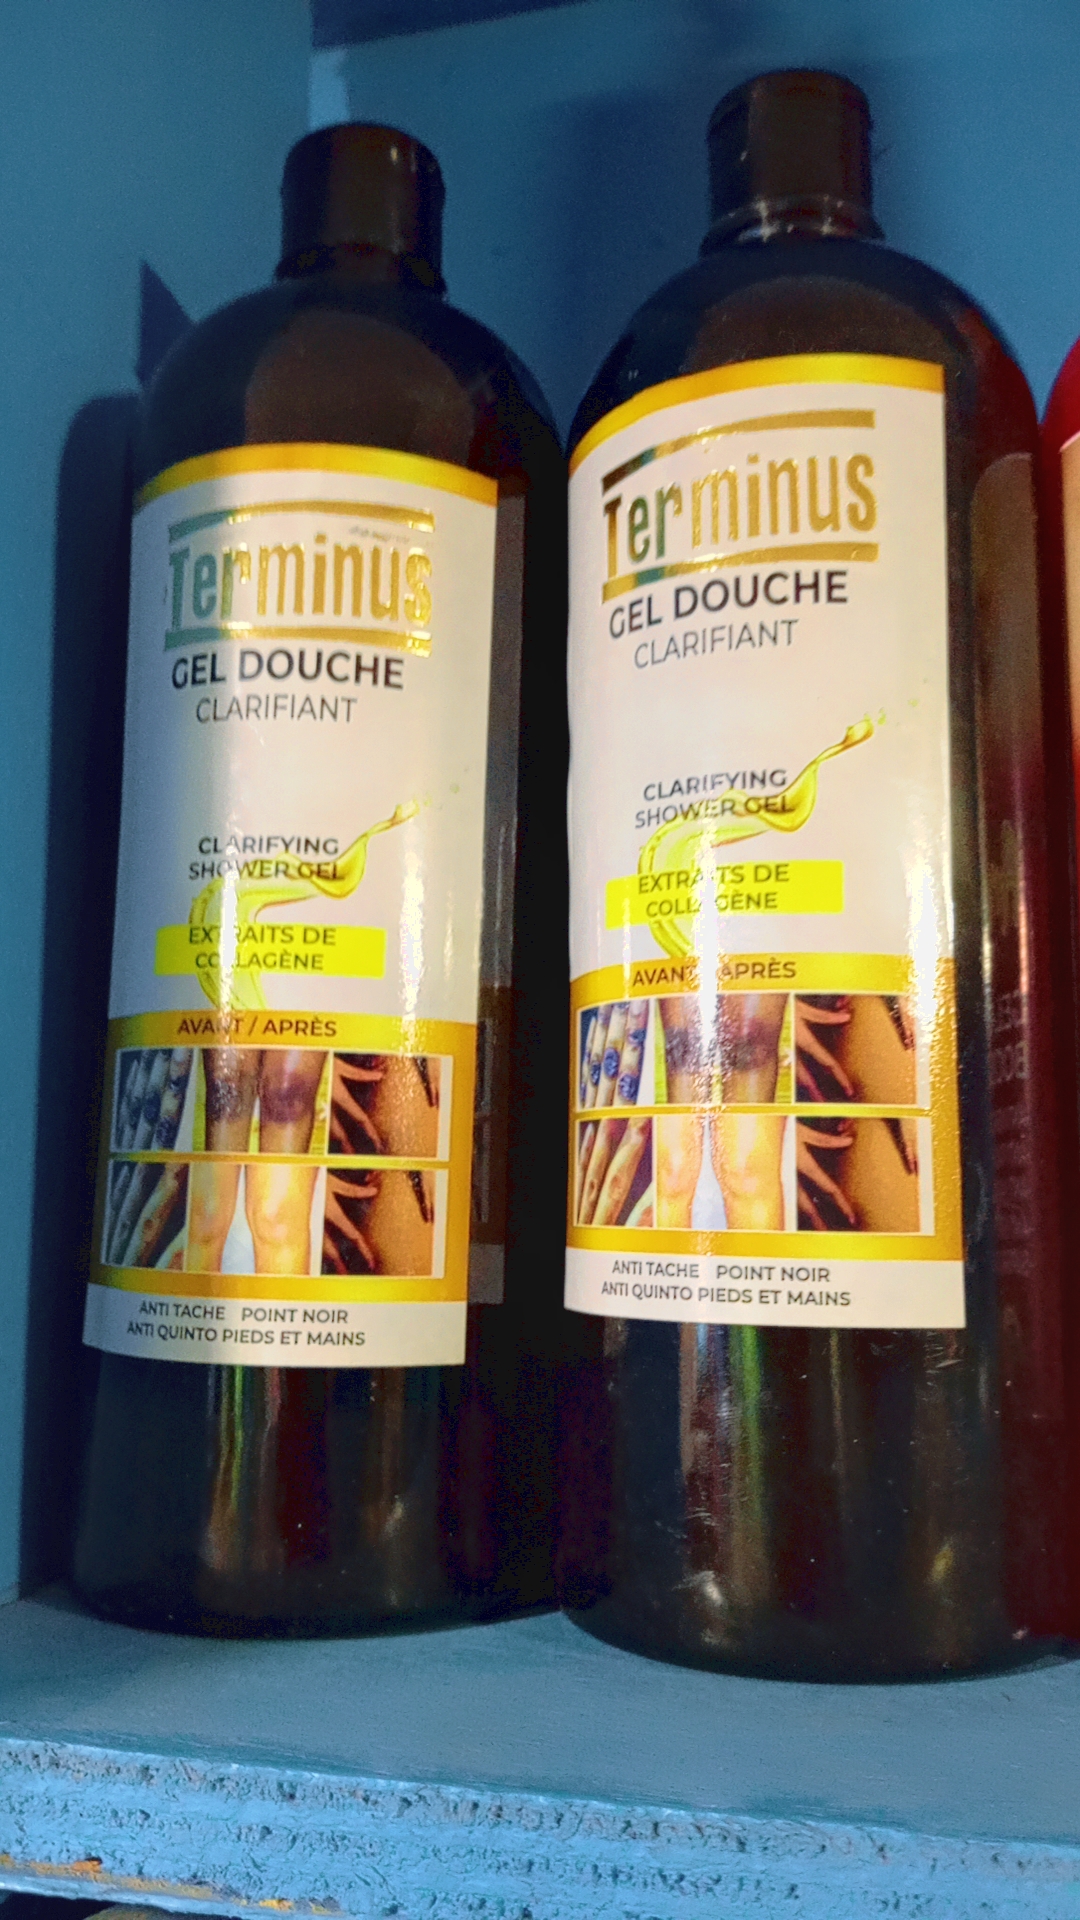 Terminus
GEL DOUCHE
CLARIFIANT
CLARIFYING
SHOWER GEL
EXTRAITS DE
COLLAGÈNE
AVANT / APRÈS
ANTI TACHE POINT NOIR
ANTI QUINTO PIEDS ET MAINS
Terminus
GEL DOUCHE
CLARIFIANT
CLARIFYING
SHOWER GEL
EXTRAITS DE
COLLAGÈNE
AVANT / APRÈS
ANTI TACHE POINT NOIR
ANTI QUINTO PIEDS ET MAINS